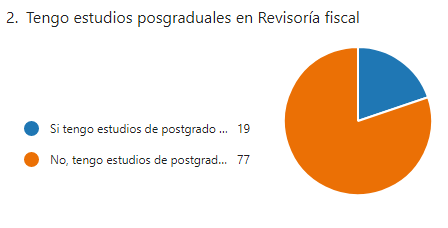 2. Tengo estudios posgraduales en Revisoría fiscal
Si tengo estudios de postgrado ... 19
No, tengo estudios de postgrad... 77